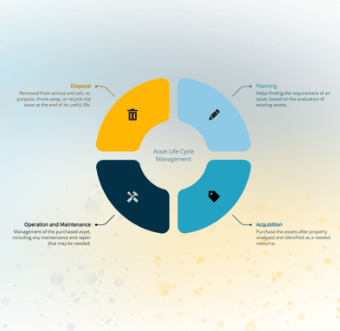 Disposal
Removed from service and sell, re-
purpose, throw away, or recycle the
asset at the end of its useful life.
Planning
Helps finding the requirement of an
asset, based on the evaluation of
existing assets.
Asset Life Cycle
Management
Operation and Maintenance
Management of the purchased asset,
including any maintenance and repair
that may be needed.
Acquisition
Purchase the assets after properly
analyzed and identified as a needed
resource.